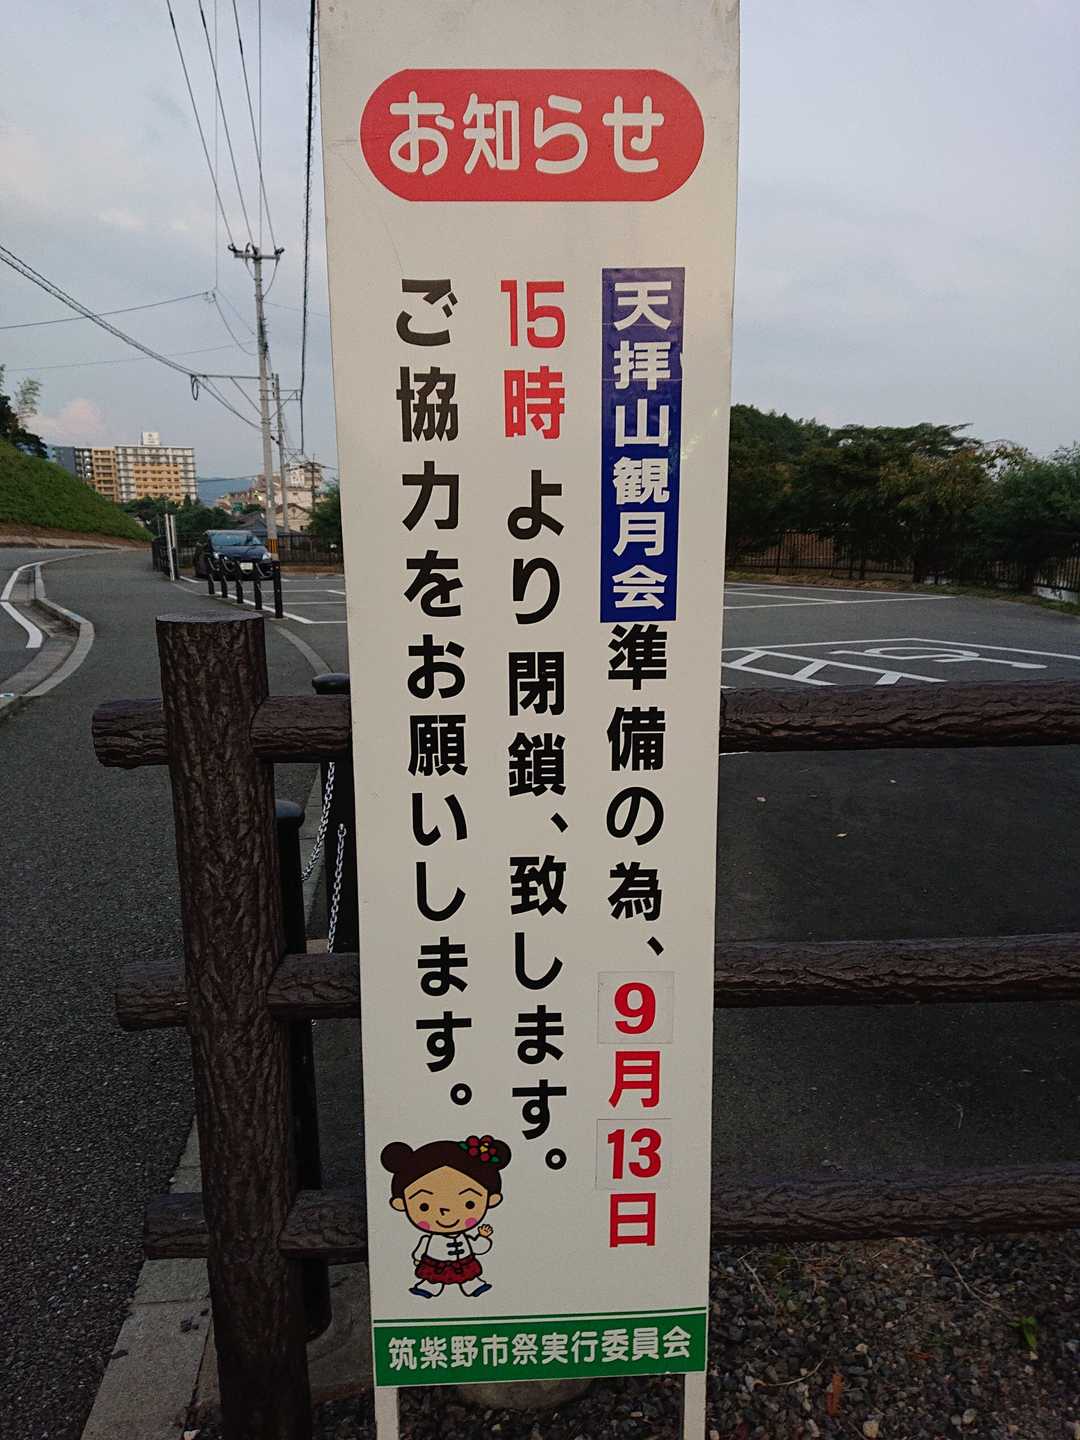 お知らせ
天拝山観月会準備の為、9月13日
15時より閉鎖、致します。
ご協力をお願いします。
筑紫野市祭実行委員会